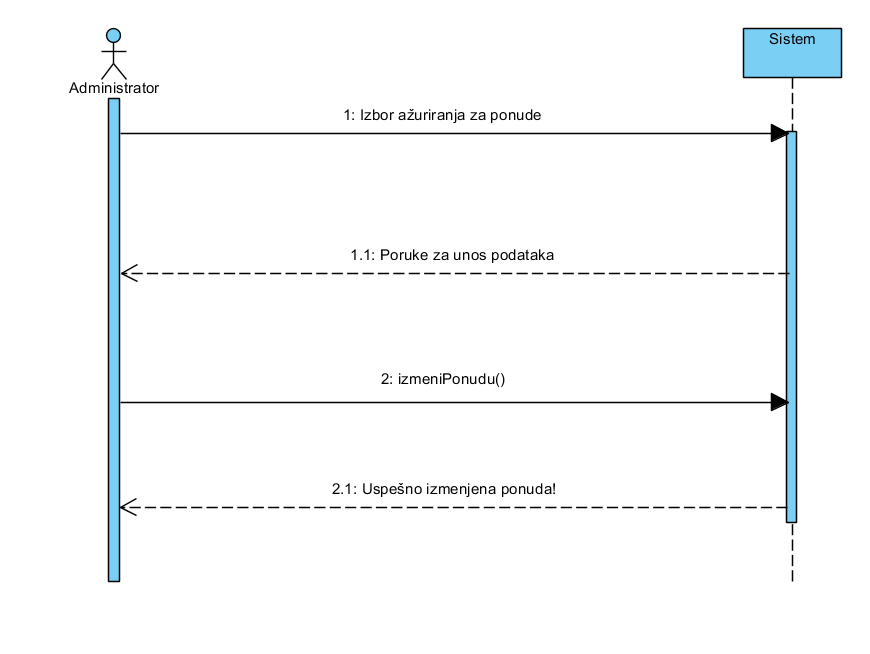 Sistem
Administrator
1: Izbor ažuriranja za ponude
1.1: Poruke za unos podataka
2: izmeniPonudu()
2.1: Uspešno izmenjena ponuda!